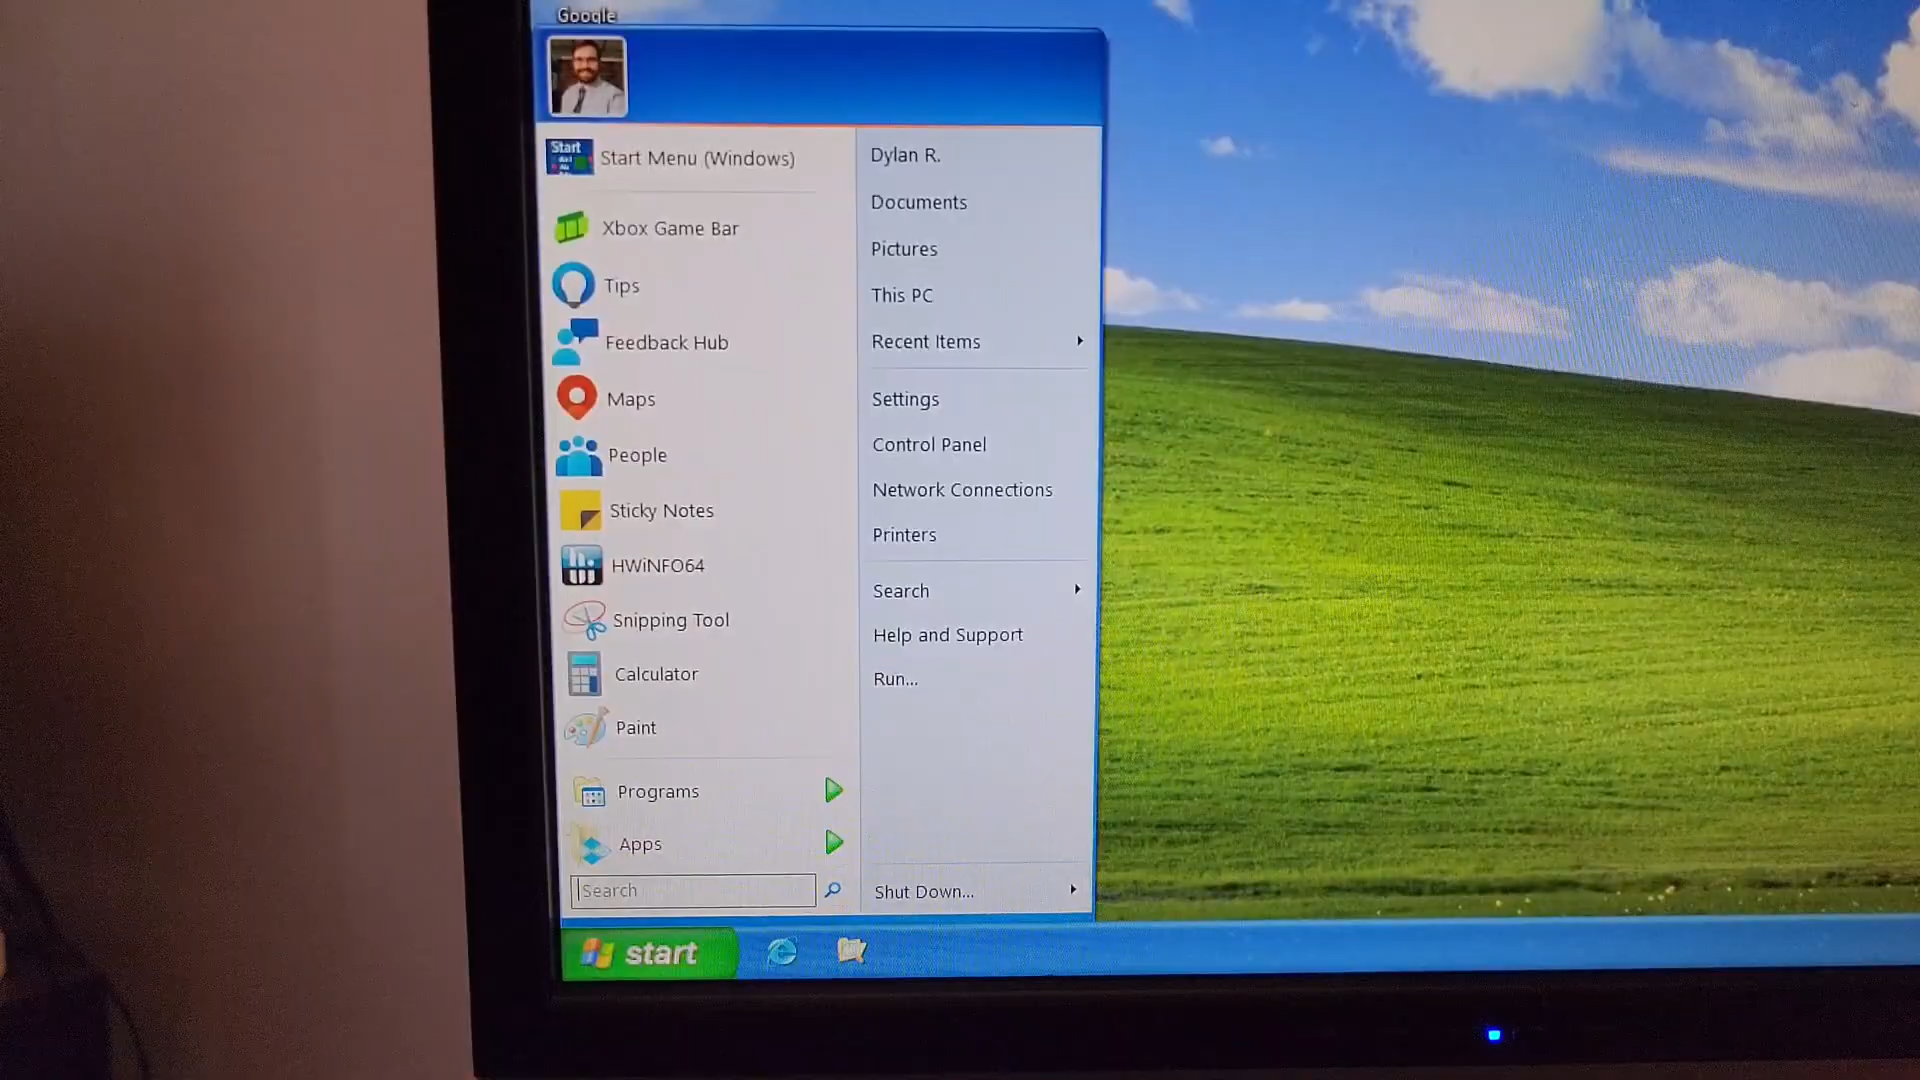 Google
Start
Start Menu (Windows)
Xbox Game Bar
Tips
Feedback Hub
Maps
People
Sticky Notes
HWiNFO64
Snipping Tool
Calculator
Paint
Programs
Apps
Search
Dylan R.
Documents
Pictures
This PC
Recent Items
Settings
Control Panel
Network Connections
Printers
Search
Help and Support
Run...
Shut Down...
start